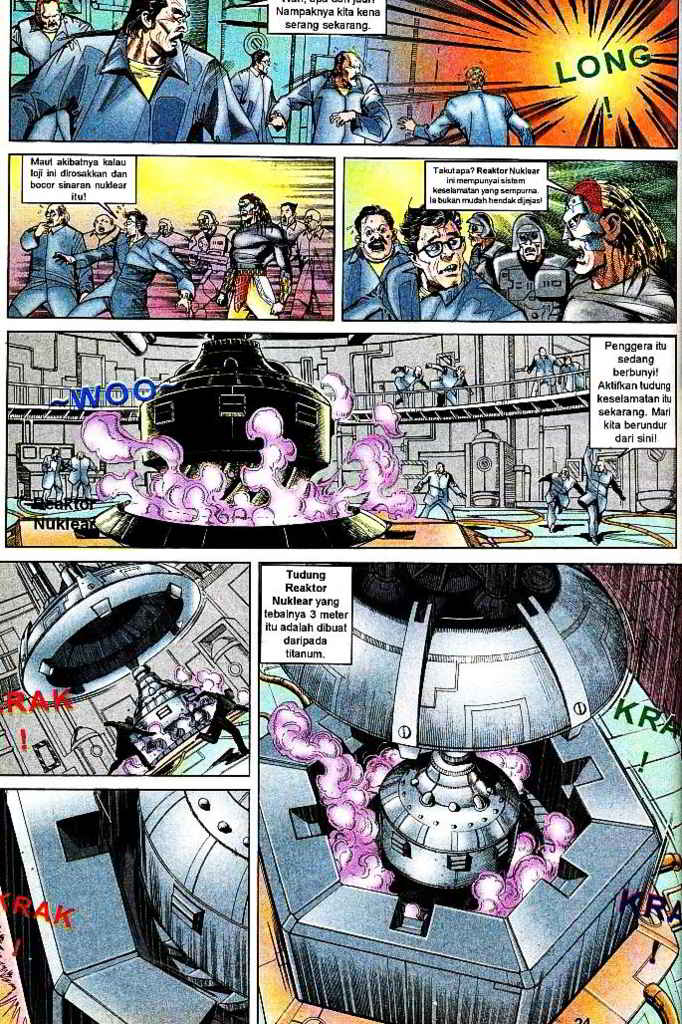 Nampaknya kita kena
serang sekarang.
LONG
!
Maut akibatnya kalau
loji ini dirosakkan dan
bocor sinaran nuklear
itu!
Takut apa? Reaktor Nuklear
ini mempunyai sistem
keselamatan yang sempurna.
Ia bukan mudah hendak dijejas!
~WOO~
Penggera itu
sedang
berbunyi!
Aktifkan tudung
keselamatan itu
sekarang. Mari
kita berundur
dari sini!
Reaktor
Nuklear
KRAK
!
Tudung
Reaktor
Nuklear yang
tebalnya 3 meter
itu adalah dibuat
daripada
titanum.
KRA
!
KRAK
!
KRA
!